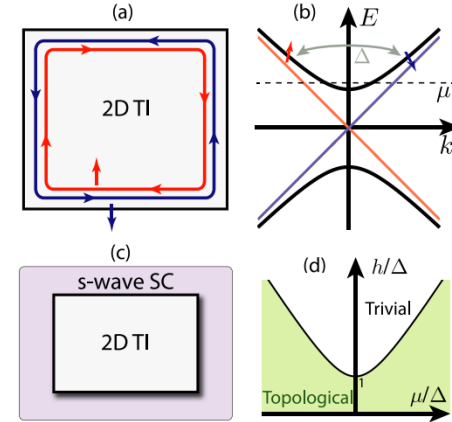 (a)
2D TI
(b)
E
Δ
μ
k
(c)
s-wave SC
2D TI
(d)
h/Δ
Trivial
1
Topological
μ/Δ